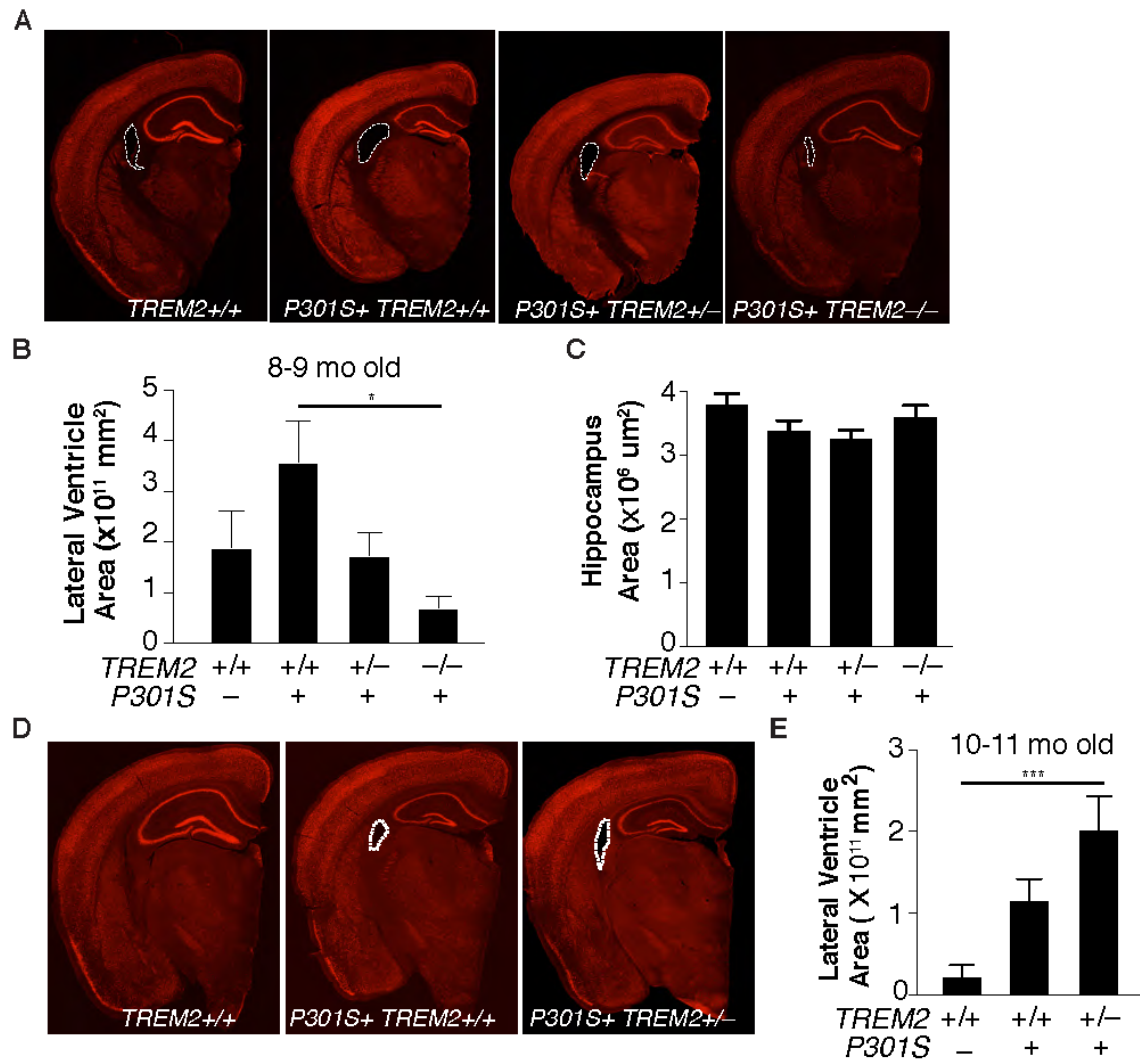 A
TREM2+/+
P301S+ TREM2+/+
P301S+ TREM2+/–
P301S+ TREM2–/–
B
8-9 mo old
Lateral Ventricle
Area (x10¹¹ mm²)
5
4
3
2
1
0
*
TREM2 +/+ +/+ +/– –/–
P301S – + + +
C
Hippocampus
Area (x10⁶ um²)
4
3
2
1
0
TREM2 +/+ +/+ +/– –/–
P301S – + + +
D
TREM2+/+
P301S+ TREM2+/+
P301S+ TREM2+/–
E
10-11 mo old
Lateral Ventricle
Area ( X 10¹¹ mm²)
3
2
1
0
***
TREM2 +/+ +/+ +/–
P301S – + +